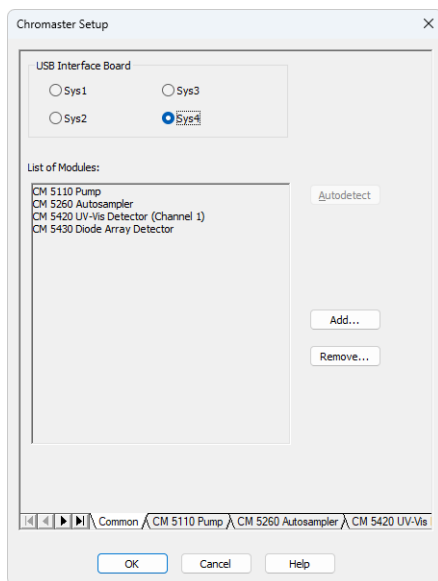 Chromaster Setup
USB Interface Board
Sys1
Sys3
Sys2
Sys4
List of Modules:
CM 5110 Pump
CM 5260 Autosampler
CM 5420 UV-Vis Detector (Channel 1)
CM 5430 Diode Array Detector
Autodetect
Add...
Remove...
Common
CM 5110 Pump
CM 5260 Autosampler
CM 5420 UV-Vis
OK
Cancel
Help